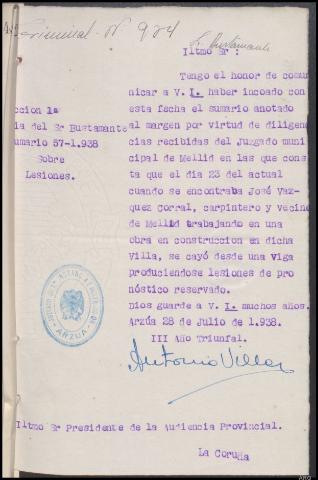 Criminal. Nº 924
Sr Bustamante
Iltmo Sr :
Tengo el honor de comu
nicar a V. I. haber incoado con
esta fecha el sumario anotado
al margen por virtud de diligen
cias recibidas del Juzgado muni
cipal de Mellid en las que cons
ta que el dia 23 del actual
cuando se encontraba José Vaz-
quez Corral, carpintero y vecino
de Mellid trabajando en una
obra en construccion en dicha
villa, se cayó desde una viga
produciendose lesiones de pro
nóstico reservado.
Dios guarde a V. I. muchos años.
Arzúa 28 de Julio de 1.938.
III Año Triunfal.
ccion 1a
ia del Sr Bustamante
umario 57-1.938
Sobre
Lesiones.
ARZUA
Antonio Villar
Iltmo Sr Presidente de la Audiencia Provincial.
La Coruña